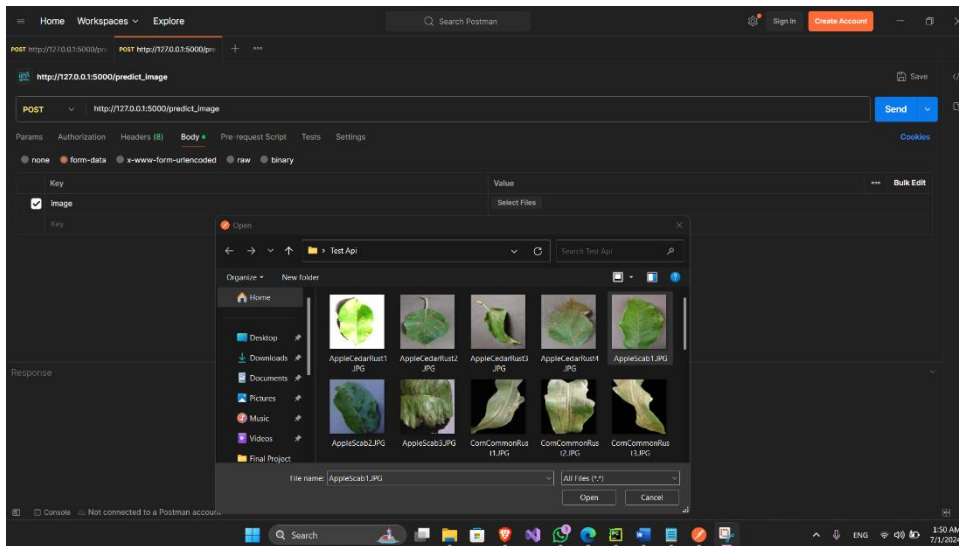 Home Workspaces Explore Search Postman Sign In Create Account
POST http://127.0.0.1:5000/pre POST http://127.0.0.1:5000/pre
http://127.0.0.1:5000/predict_image Save
POST http://127.0.0.1:5000/predict_image Send
Params Authorization Headers (8) Body Pre-request Script Tests Settings Cookies
none form-data x-www-form-urlencoded raw binary
Key Value Bulk Edit
image Select Files
Key
Open
Test Api Search Test Api
Organize New folder
Home
Desktop
Downloads
Documents
Pictures
Music
Videos
Final Project
AppleCedarRust1
.JPG
AppleCedarRust2
.JPG
AppleCedarRust3
.JPG
AppleCedarRust4
.JPG
AppleScab1.JPG
AppleScab2.JPG
AppleScab3.JPG
CornCommonRus
t1.JPG
CornCommonRus
t2.JPG
CornCommonRus
t3.JPG
File name: AppleScab1.JPG All Files (*.*)
Open Cancel
Response
Console Not connected to a Postman account
Search
ENG
1:50 AM
7/1/2024